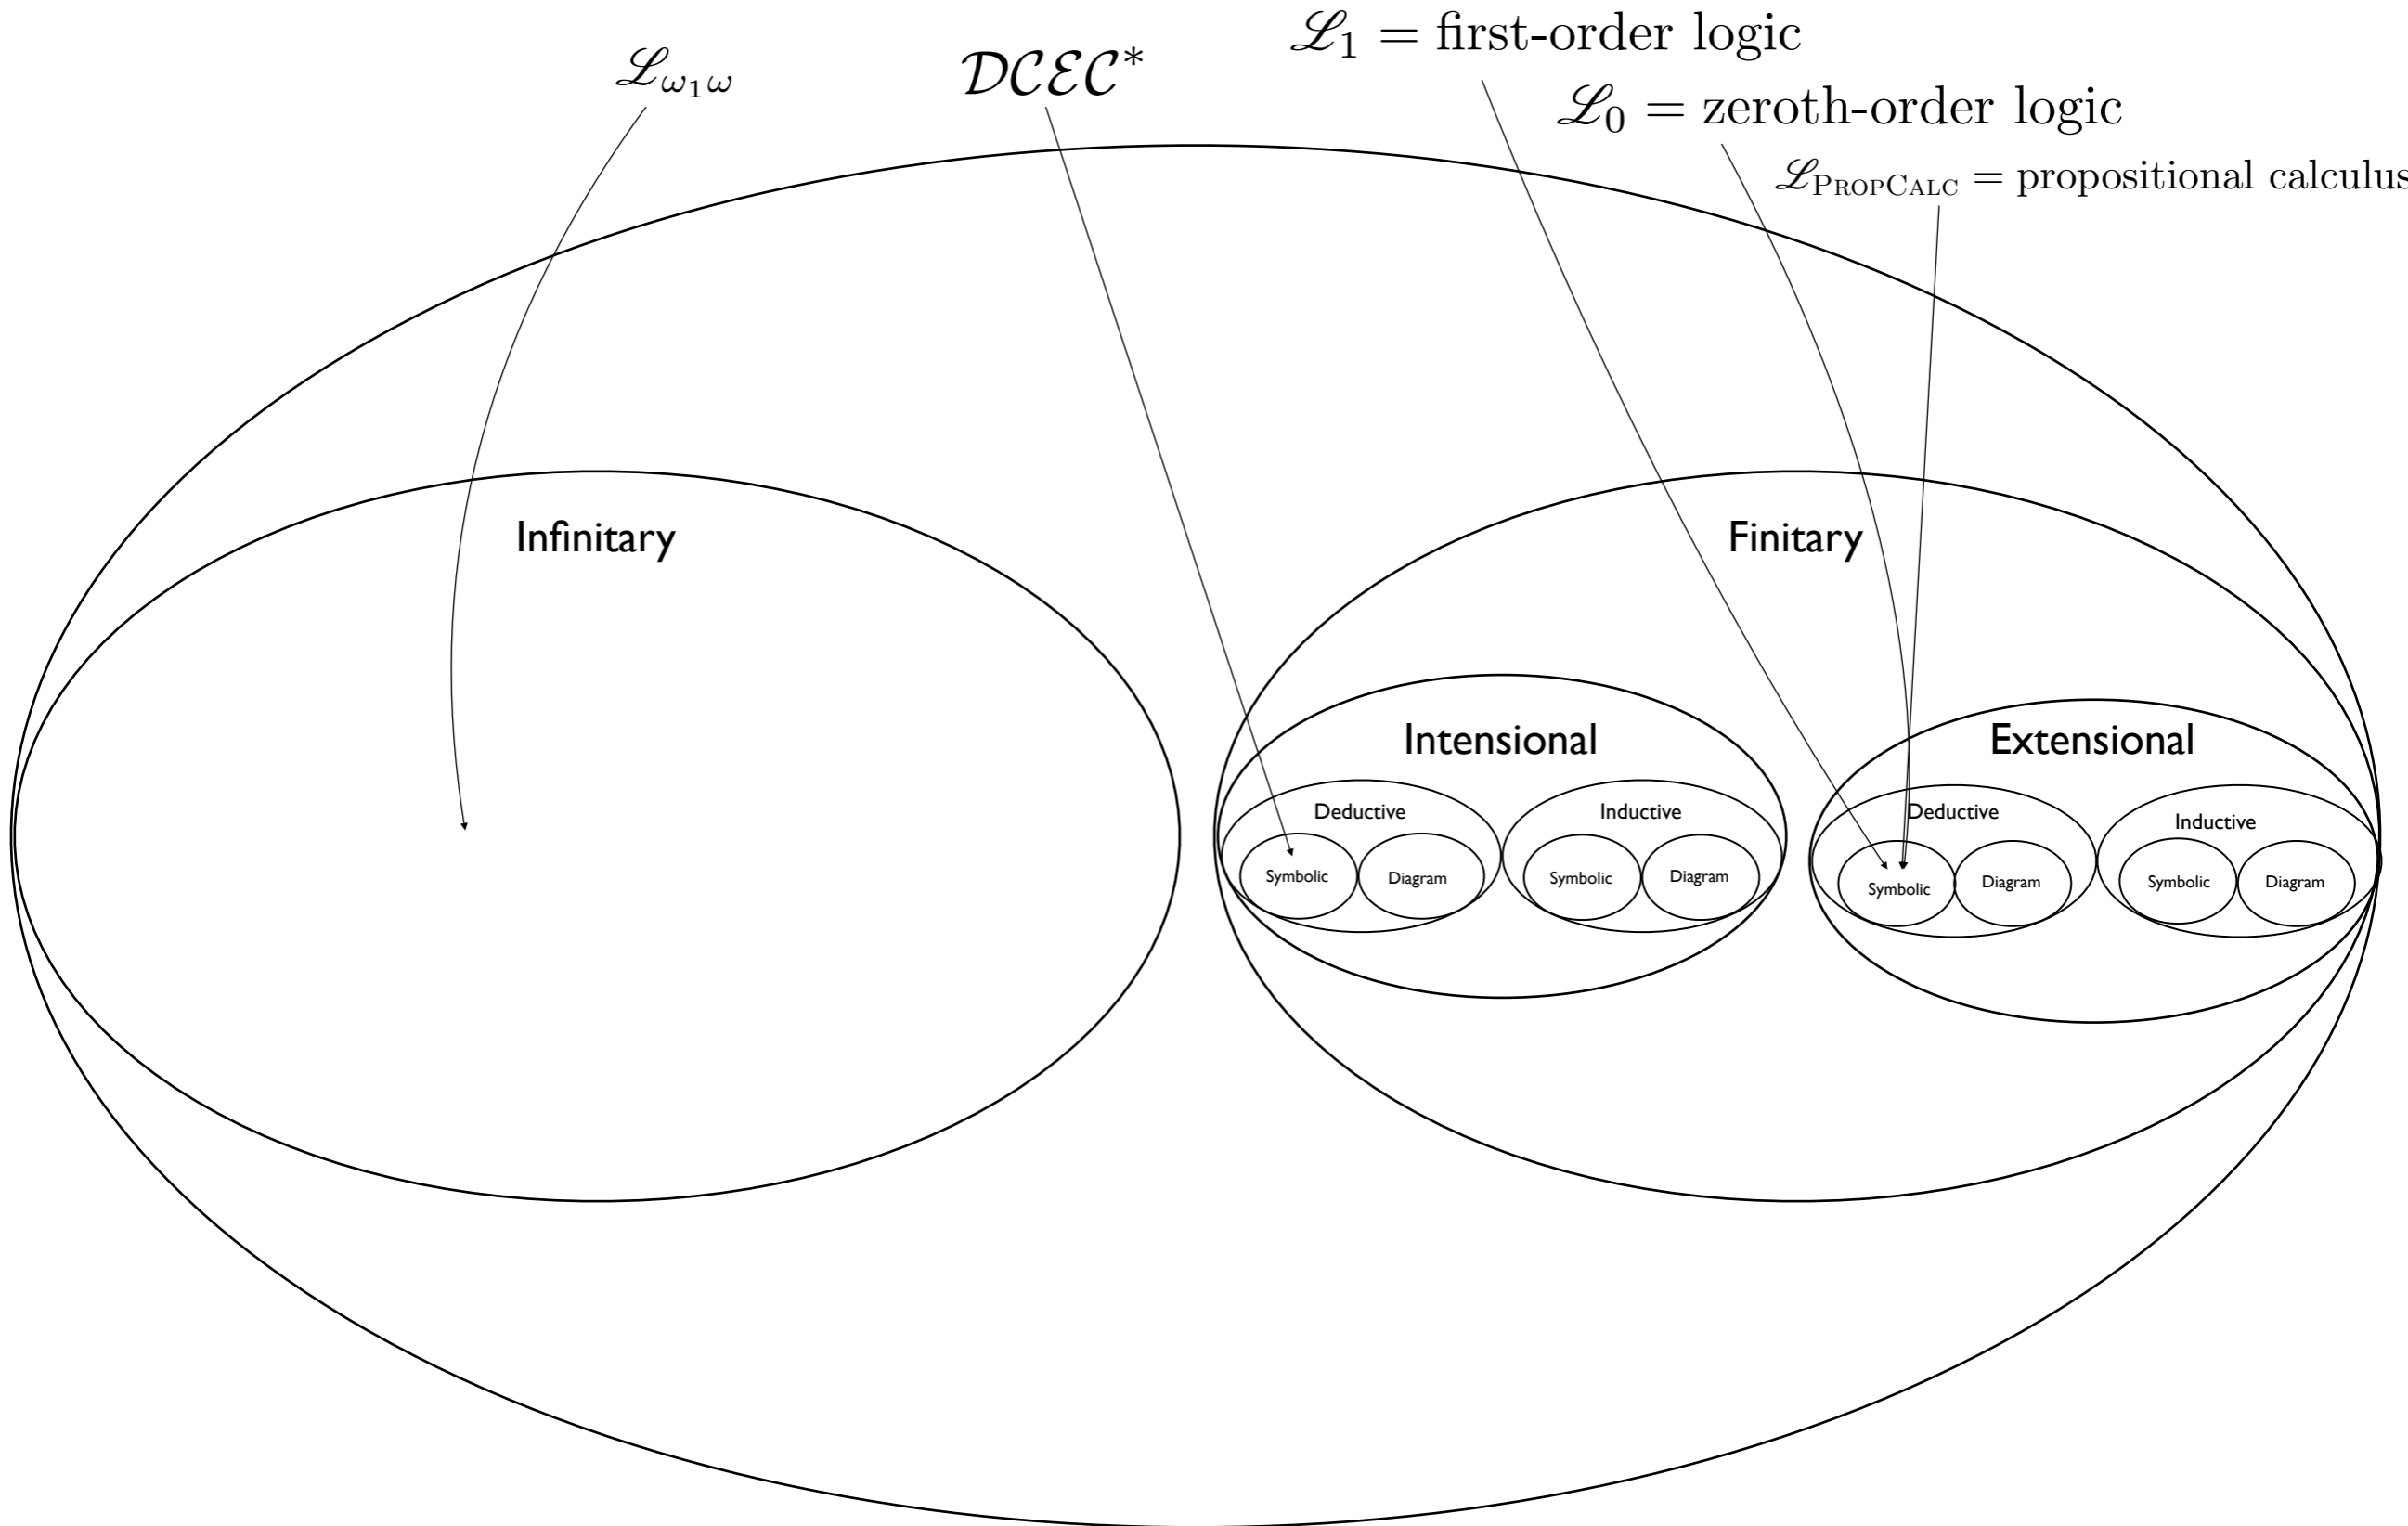 ℒ₁ = first-order logic
ℒ_{ω₁ω}
𝒟𝒞ℰ𝒞*
ℒ₀ = zeroth-order logic
ℒ_{PROPCALC} = propositional calculus
Infinitary
Finitary
Intensional
Extensional
Deductive
Inductive
Deductive
Inductive
Symbolic
Diagram
Symbolic
Diagram
Symbolic
Diagram
Symbolic
Diagram